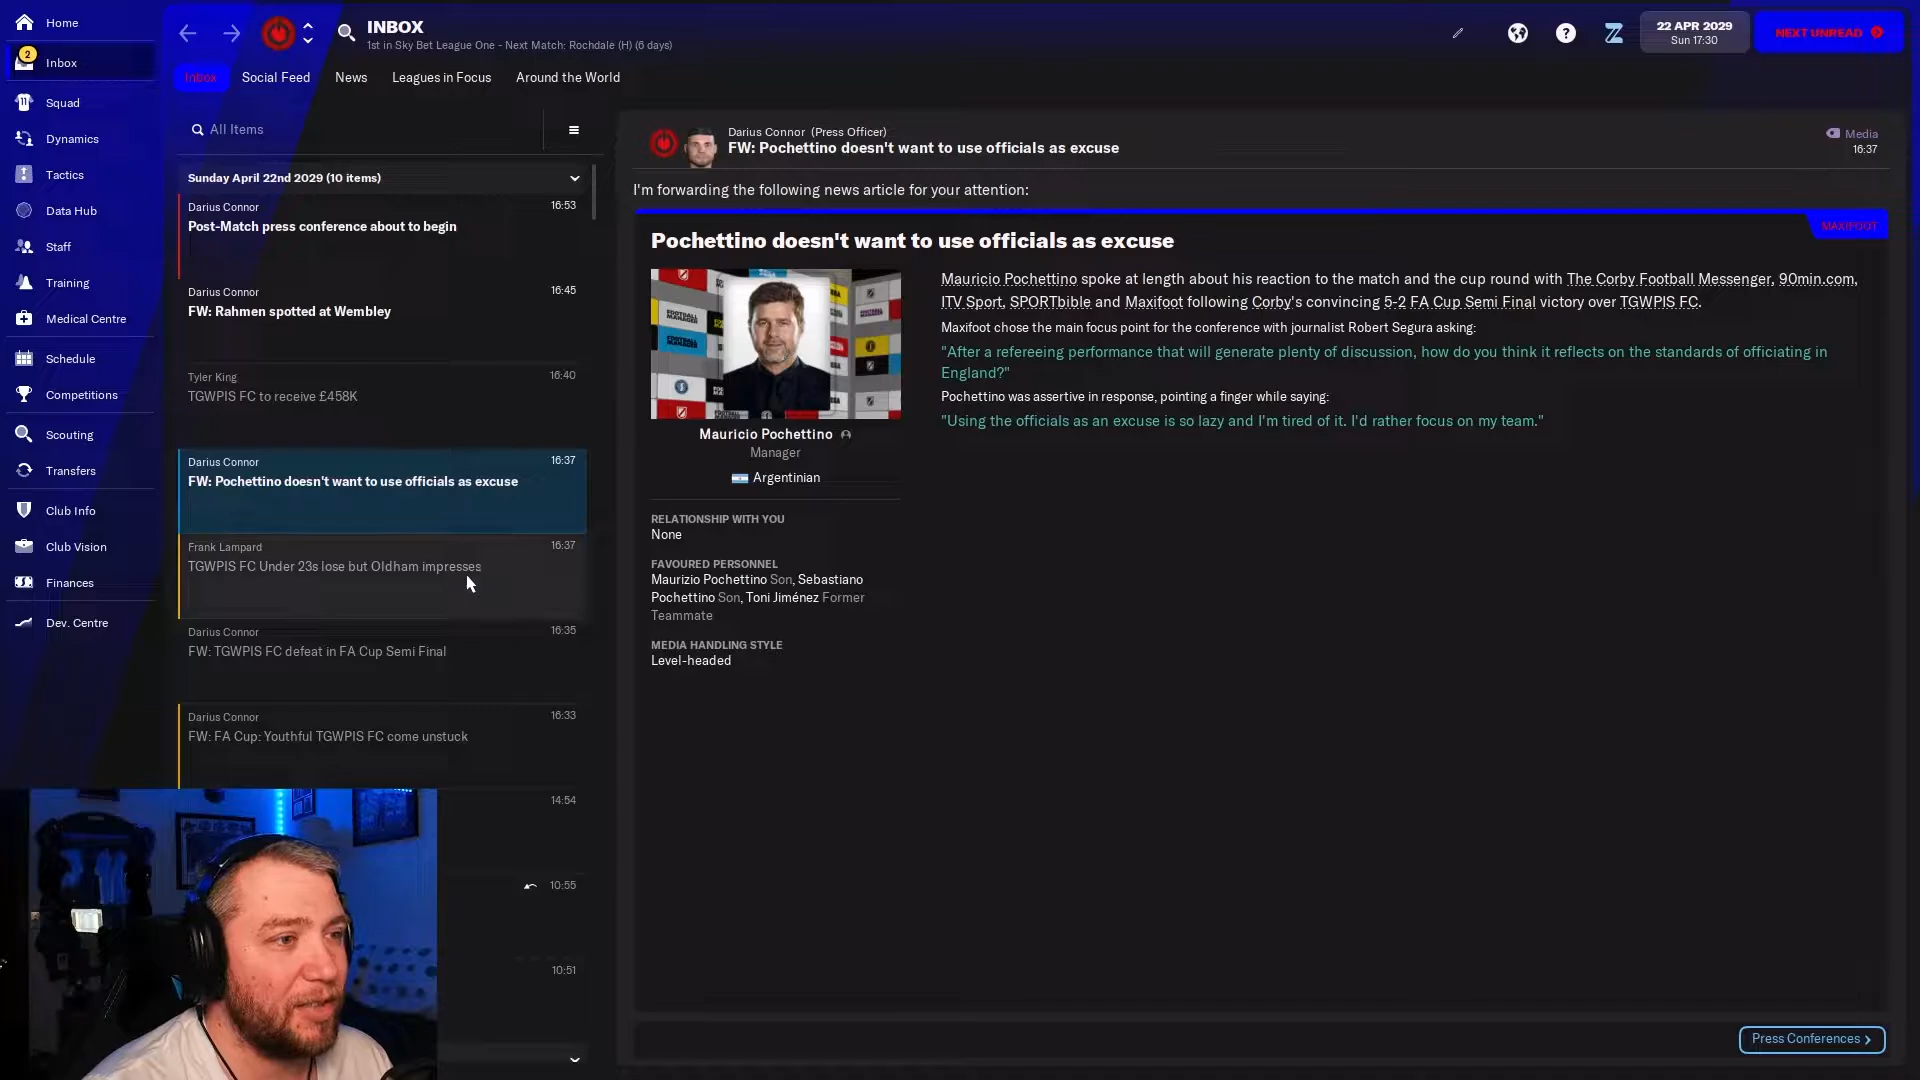 Home
2
Inbox
Squad
Dynamics
Tactics
Data Hub
Staff
Training
Medical Centre
Schedule
Competitions
Scouting
Transfers
Club Info
Club Vision
Finances
Dev. Centre
INBOX
1st in Sky Bet League One - Next Match: Rochdale (H) (6 days)
22 APR 2029
Sun 17:30
NEXT UNREAD
Inbox
Social Feed
News
Leagues in Focus
Around the World
All Items
Sunday April 22nd 2029 (10 items)
Darius Connor 16:53
Post-Match press conference about to begin
Darius Connor 16:45
FW: Rahmen spotted at Wembley
Tyler King 16:40
TGWPIS FC to receive £458K
Darius Connor 16:37
FW: Pochettino doesn't want to use officials as excuse
Frank Lampard 16:37
TGWPIS FC Under 23s lose but Oldham impresses
Darius Connor 16:35
FW: TGWPIS FC defeat in FA Cup Semi Final
Darius Connor 16:33
FW: FA Cup: Youthful TGWPIS FC come unstuck
14:54
10:55
10:51
Darius Connor (Press Officer)
FW: Pochettino doesn't want to use officials as excuse
Media
16:37
I'm forwarding the following news article for your attention:
MAXIFOOT
Pochettino doesn't want to use officials as excuse
Mauricio Pochettino
Manager
Argentinian
RELATIONSHIP WITH YOU
None
FAVOURED PERSONNEL
Maurizio Pochettino Son, Sebastiano
Pochettino Son, Toni Jiménez Former
Teammate
MEDIA HANDLING STYLE
Level-headed
Mauricio Pochettino spoke at length about his reaction to the match and the cup round with The Corby Football Messenger, 90min.com,
ITV Sport, SPORTbible and Maxifoot following Corby's convincing 5-2 FA Cup Semi Final victory over TGWPIS FC.
Maxifoot chose the main focus point for the conference with journalist Robert Segura asking:
"After a refereeing performance that will generate plenty of discussion, how do you think it reflects on the standards of officiating in
England?"
Pochettino was assertive in response, pointing a finger while saying:
"Using the officials as an excuse is so lazy and I'm tired of it. I'd rather focus on my team."
Press Conferences